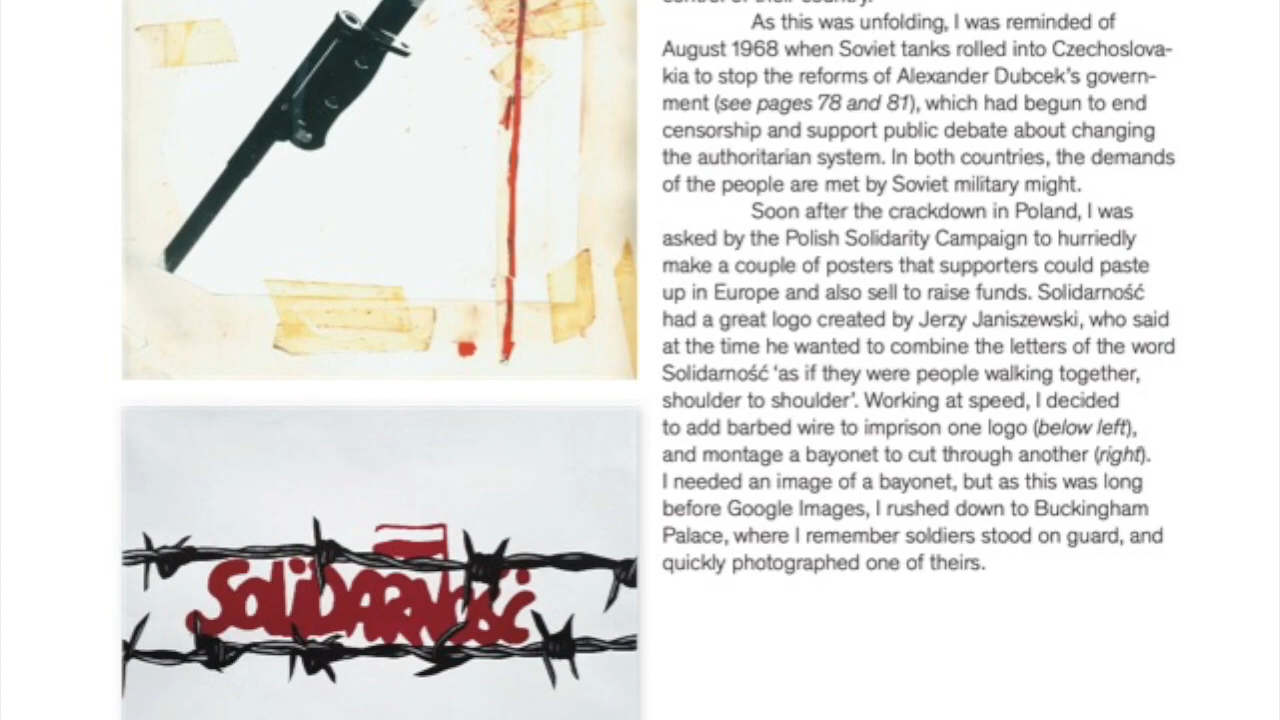 control of their country.
As this was unfolding, I was reminded of
August 1968 when Soviet tanks rolled into Czechoslova-
kia to stop the reforms of Alexander Dubcek's govern-
ment (see pages 78 and 81), which had begun to end
censorship and support public debate about changing
the authoritarian system. In both countries, the demands
of the people are met by Soviet military might.
Soon after the crackdown in Poland, I was
asked by the Polish Solidarity Campaign to hurriedly
make a couple of posters that supporters could paste
up in Europe and also sell to raise funds. Solidarność
had a great logo created by Jerzy Janiszewski, who said
at the time he wanted to combine the letters of the word
Solidarność ‘as if they were people walking together,
shoulder to shoulder’. Working at speed, I decided
to add barbed wire to imprison one logo (below left),
and montage a bayonet to cut through another (right).
I needed an image of a bayonet, but as this was long
before Google Images, I rushed down to Buckingham
Palace, where I remember soldiers stood on guard, and
quickly photographed one of theirs.
SOLiDARNOŚĆ